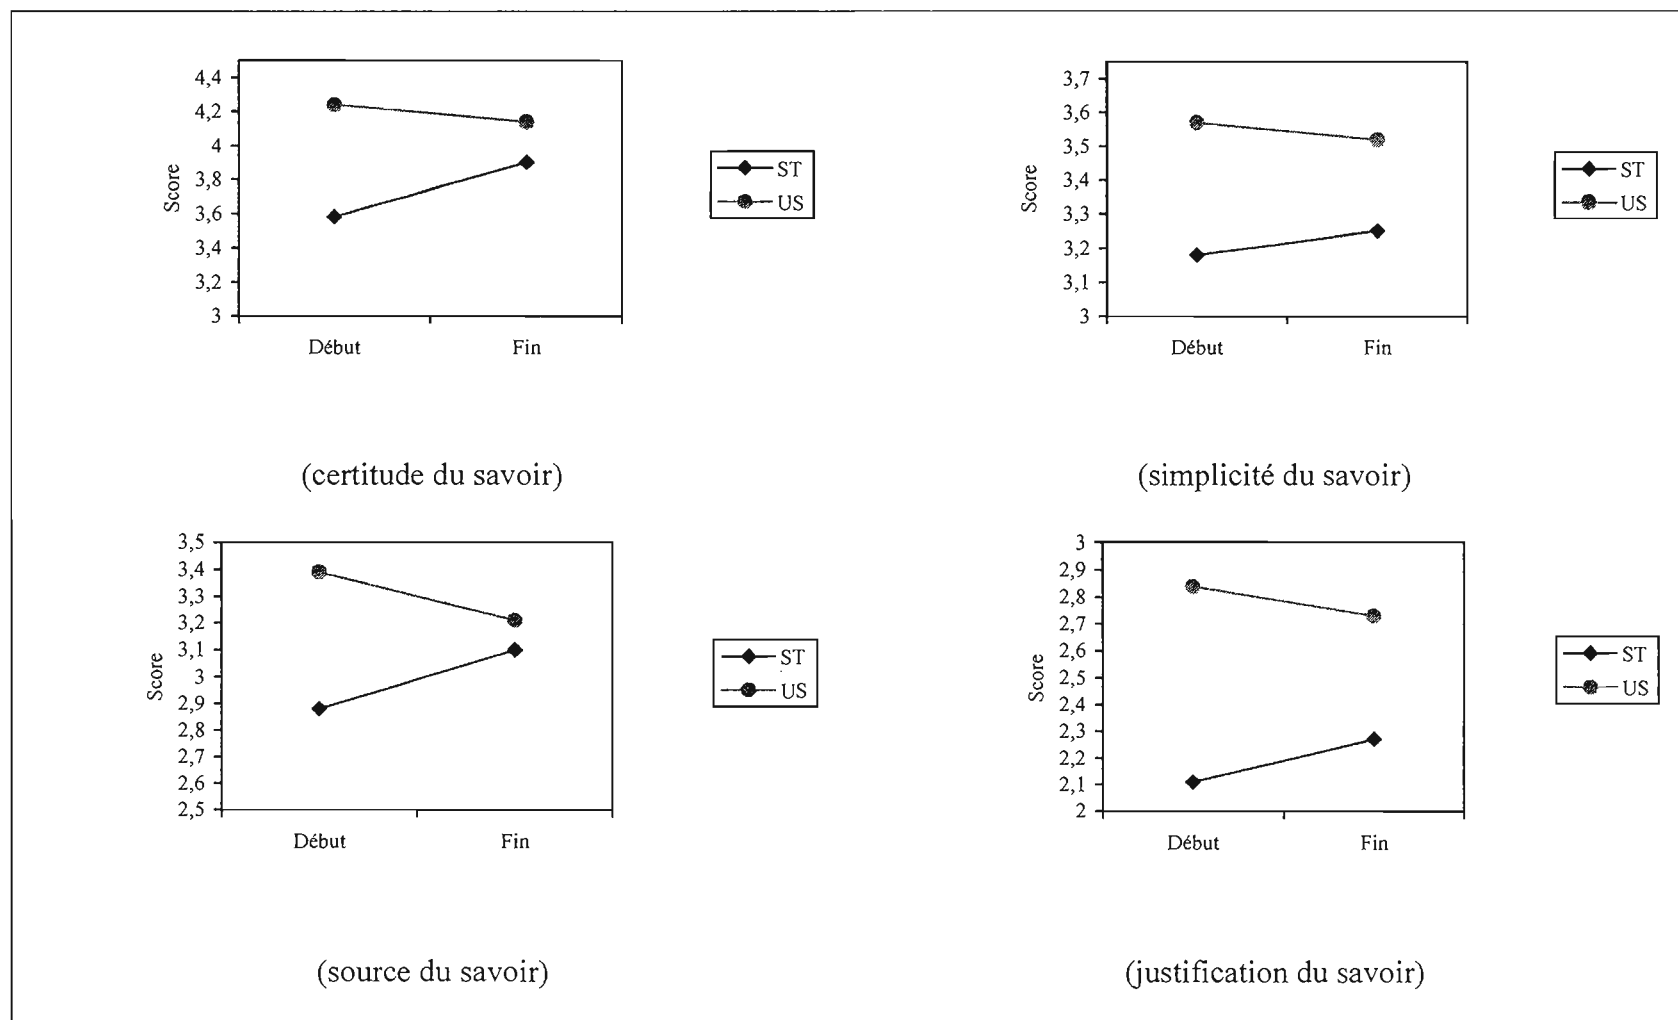 4,4
4,2
4
3,8
3,6
3,4
3,2
3
Score
Début Fin
ST
US
(certitude du savoir)
3,7
3,6
3,5
3,4
3,3
3,2
3,1
3
Score
Début Fin
ST
US
(simplicité du savoir)
3,5
3,4
3,3
3,2
3,1
3
2,9
2,8
2,7
2,6
2,5
Score
Début Fin
ST
US
(source du savoir)
3
2,9
2,8
2,7
2,6
2,5
2,4
2,3
2,2
2,1
2
Score
Début Fin
ST
US
(justification du savoir)